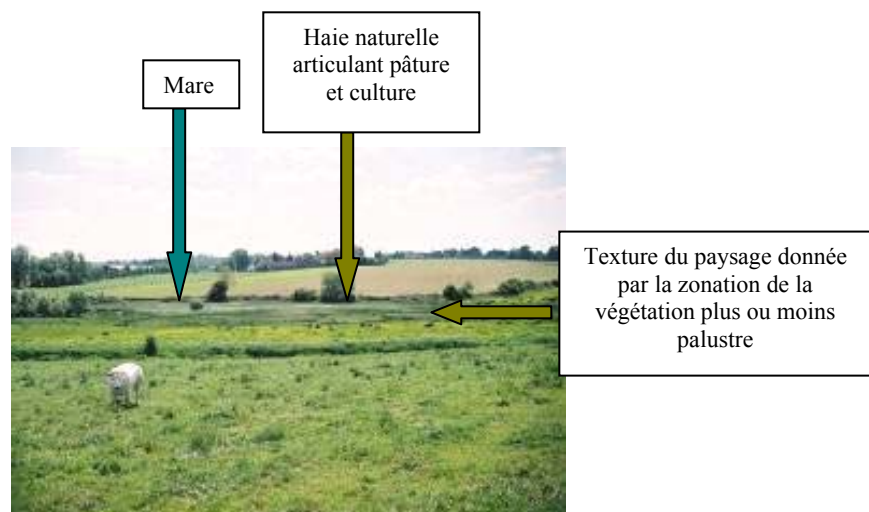 Mare
Haie naturelle
articulant pâture
et culture
Texture du paysage donnée
par la zonation de la
végétation plus ou moins
palustre